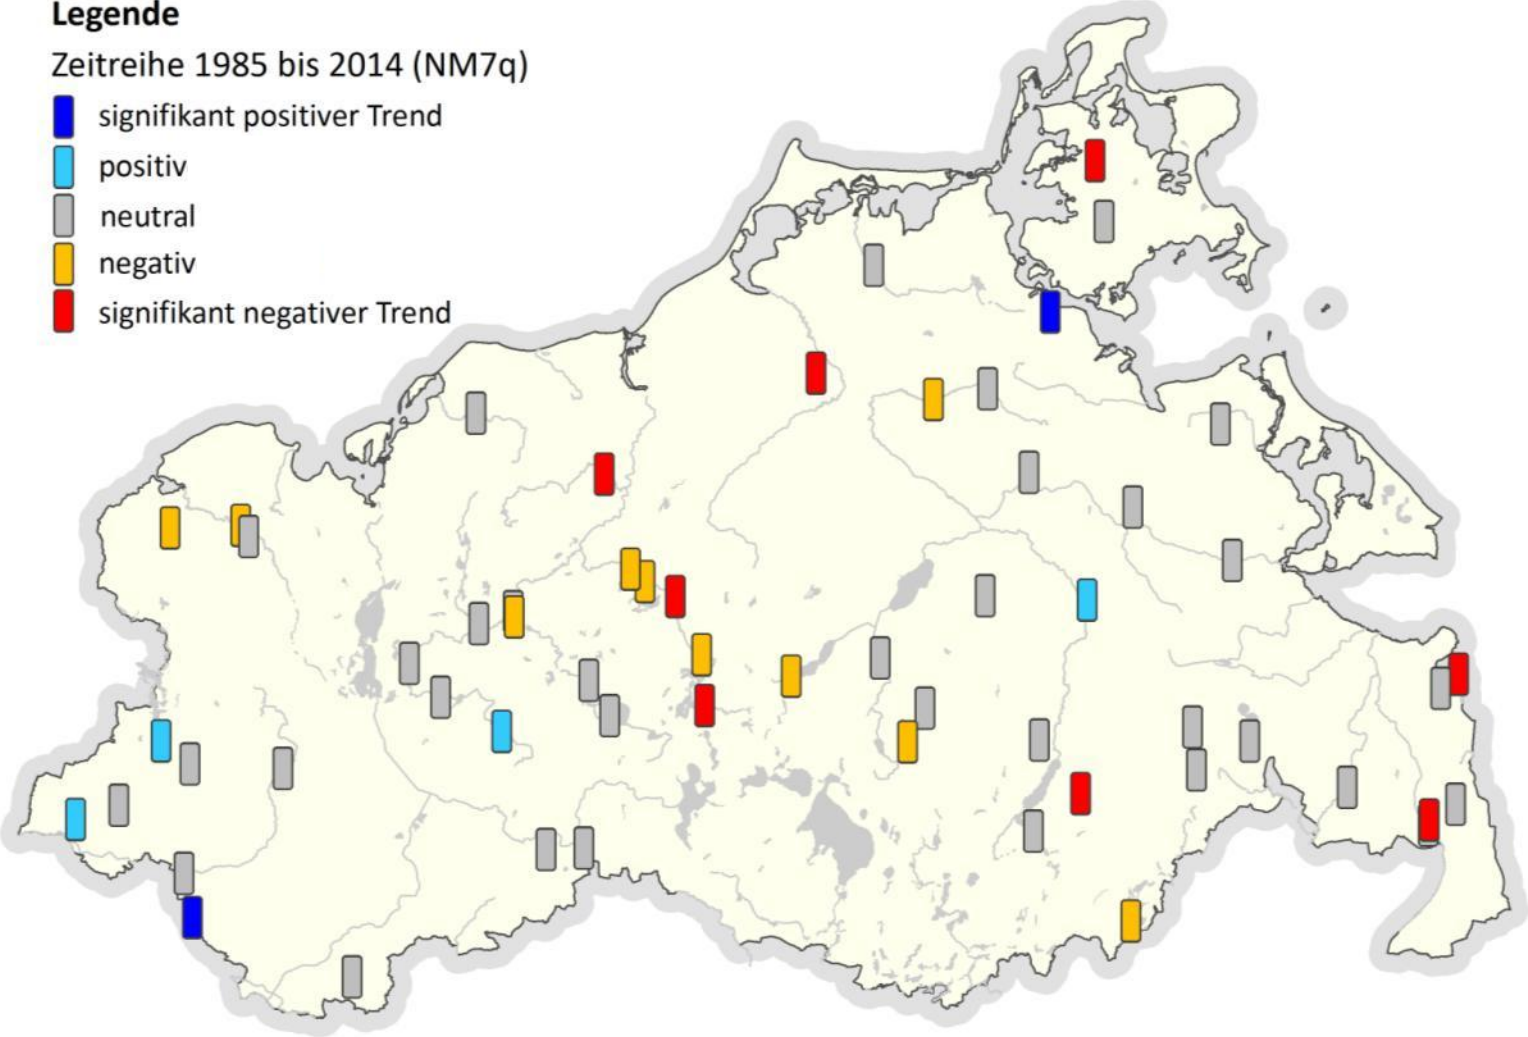 Legende
Zeitreihe 1985 bis 2014 (NM7q)
signifikant positiver Trend
positiv
neutral
negativ
signifikant negativer Trend